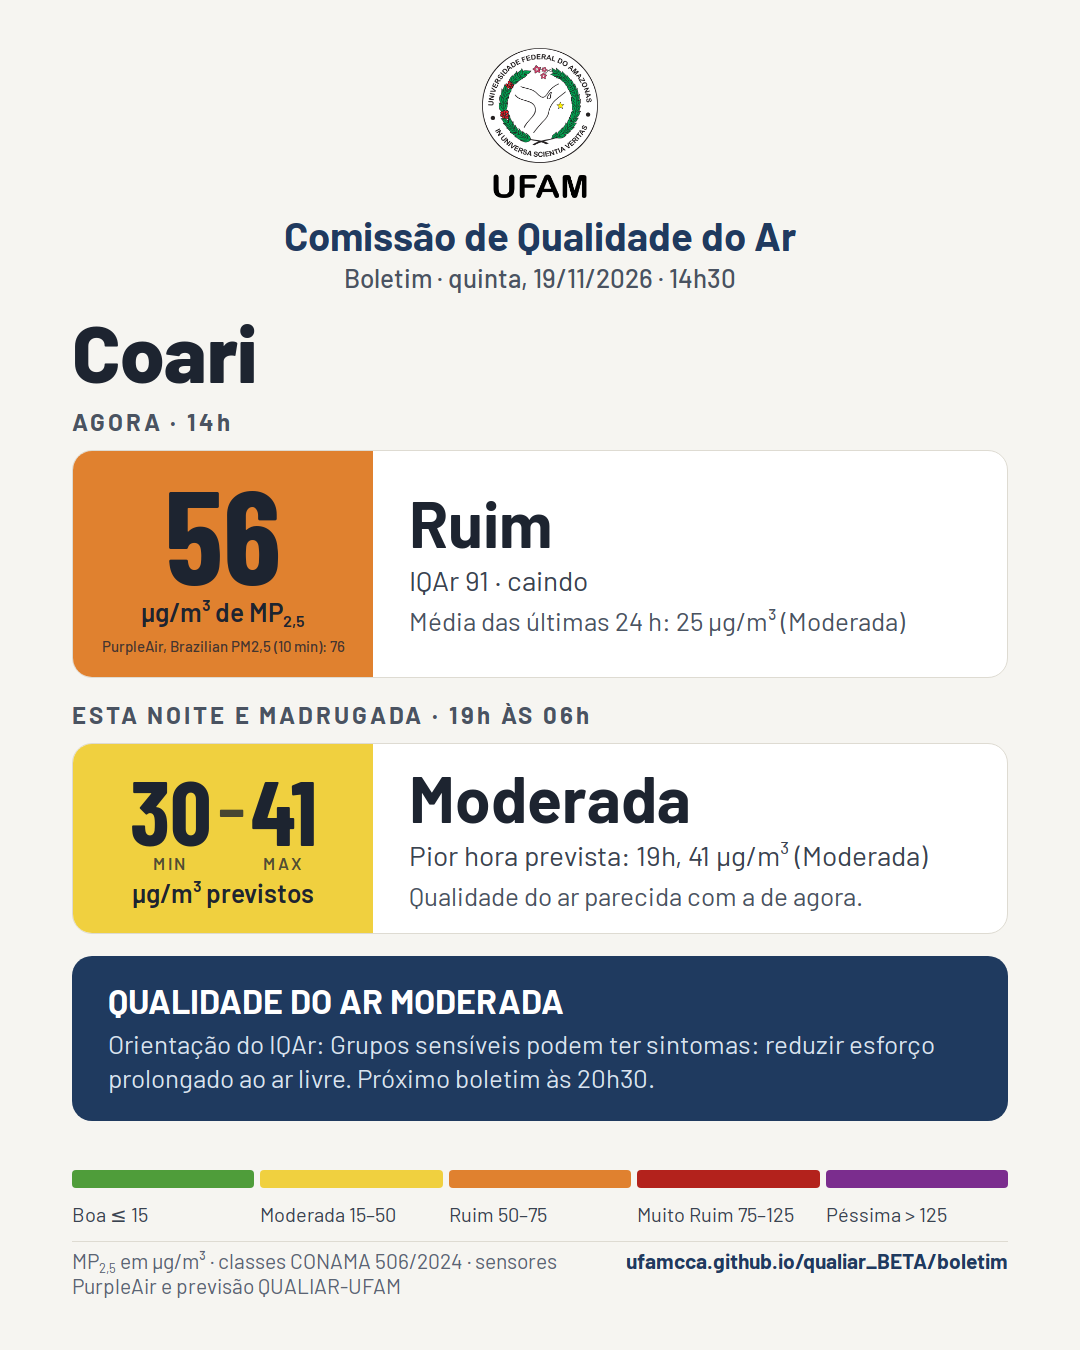 UNIVERSIDADE FEDERAL DO AMAZONAS
IN UNIVERSA SCIENTIA VERITAS
UFAM
Comissão de Qualidade do Ar
Boletim · quinta, 19/11/2026 · 14h30
Coari
AGORA · 14h
56
µg/m³ de MP2,5
PurpleAir, Brazilian PM2,5 (10 min): 76
Ruim
IQAr 91 · caindo
Média das últimas 24 h: 25 µg/m³ (Moderada)
ESTA NOITE E MADRUGADA · 19h ÀS 06h
30–41
MIN MAX
µg/m³ previstos
Moderada
Pior hora prevista: 19h, 41 µg/m³ (Moderada)
Qualidade do ar parecida com a de agora.
QUALIDADE DO AR MODERADA
Orientação do IQAr: Grupos sensíveis podem ter sintomas: reduzir esforço
prolongado ao ar livre. Próximo boletim às 20h30.
Boa ≤ 15 Moderada 15–50 Ruim 50–75 Muito Ruim 75–125 Péssima > 125
MP2,5 em µg/m³ · classes CONAMA 506/2024 · sensores
PurpleAir e previsão QUALIAR-UFAM
ufamcca.github.io/qualiar_BETA/boletim